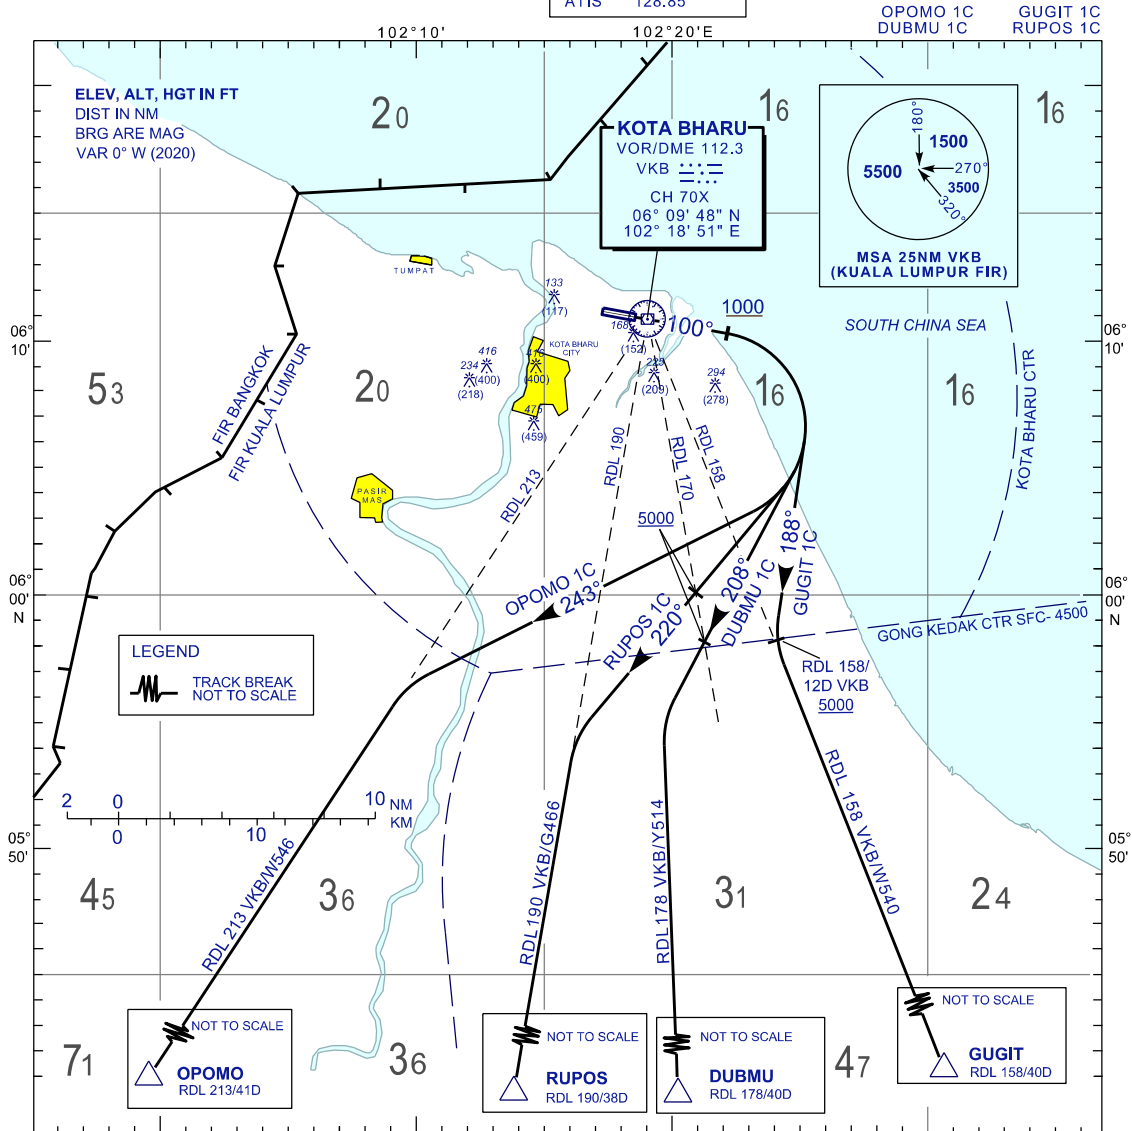 ATIS 128.85
OPOMO 1C GUGIT 1C
DUBMU 1C RUPOS 1C
102°10' 102°20'E
ELEV, ALT, HGT IN FT
DIST IN NM
BRG ARE MAG
VAR 0° W (2020)
20
16
16
KOTA BHARU
VOR/DME 112.3
VKB
CH 70X
06° 09' 48" N
102° 18' 51" E
180°
1500
5500
270°
3500
320°
MSA 25NM VKB
(KUALA LUMPUR FIR)
TUMPAT
133
(117)
168
(152)
100°
1000
SOUTH CHINA SEA
06°
10'
06°
10'
KOTA BHARU
CITY
416
(400)
234
(218)
416
(400)
475
(459)
225
(209)
294
(278)
53
20
16
16
FIR BANGKOK
FIR KUALA LUMPUR
KOTA BHARU CTR
PASIR
MAS
RDL 213
RDL 190
RDL 170
RDL 158
5000
188°
GUGIT 1C
208°
DUBMU 1C
220°
RUPOS 1C
OPOMO 1C
243°
06°
00'
N
06°
00'
N
GONG KEDAK CTR SFC- 4500
RDL 158/
12D VKB
5000
LEGEND
TRACK BREAK
NOT TO SCALE
2 0 10 NM
KM
0 10
05°
50'
05°
50'
45
36
31
24
RDL 213 VKB/W546
RDL 190 VKB/G466
RDL178 VKB/Y514
RDL 158 VKB/W540
71
36
47
NOT TO SCALE
OPOMO
RDL 213/41D
NOT TO SCALE
RUPOS
RDL 190/38D
NOT TO SCALE
DUBMU
RDL 178/40D
NOT TO SCALE
GUGIT
RDL 158/40D